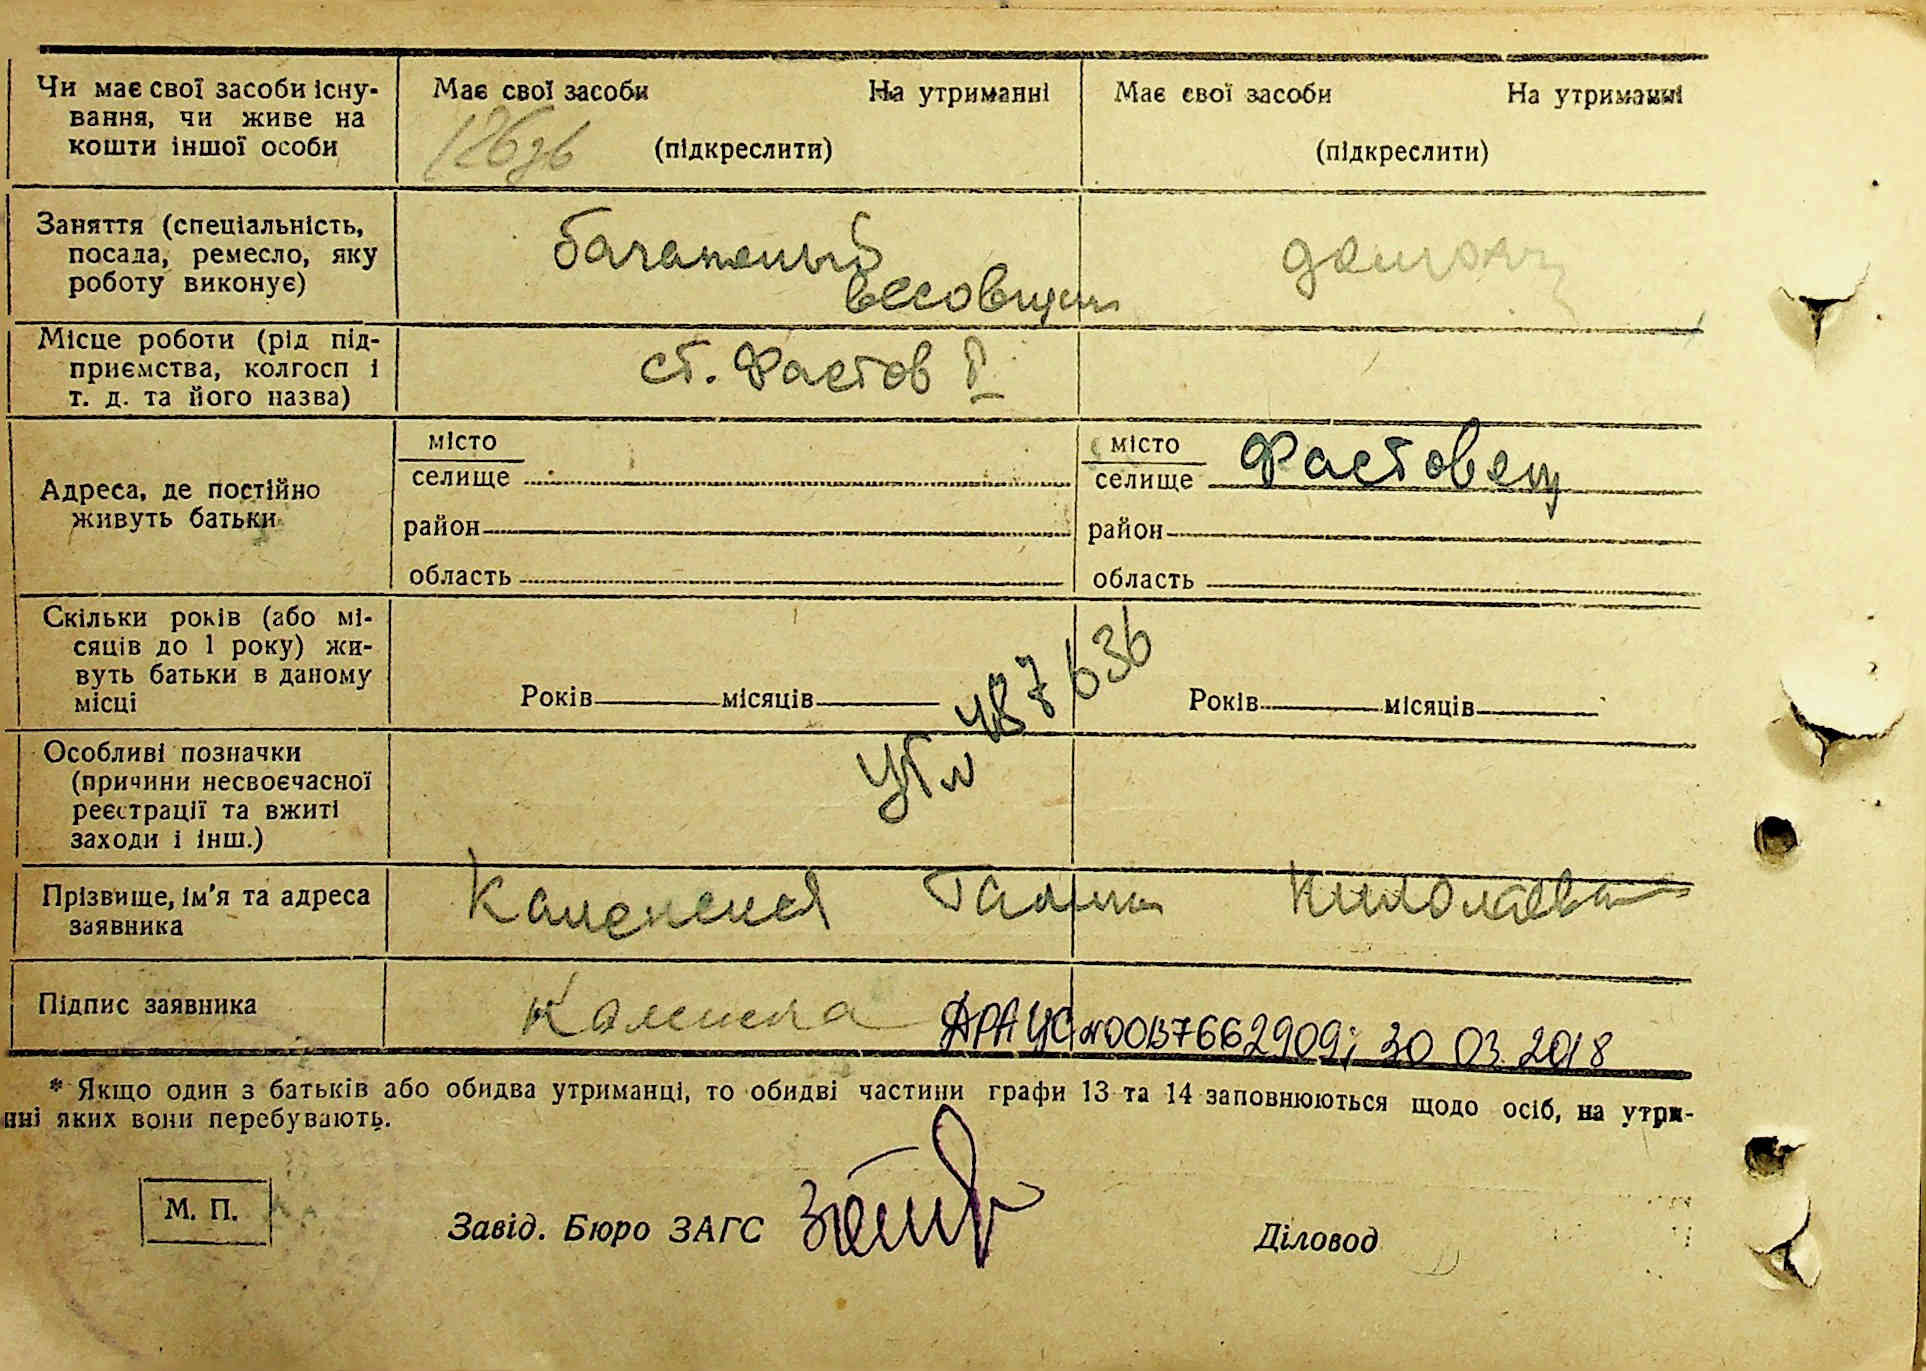 Чи має свої засоби існу-
вання, чи живе на
кошти іншої особи
Має свої засоби На утриманні
(підкреслити)
Має свої засоби На утриманні
(підкреслити)
Заняття (спеціальність,
посада, ремесло, яку
роботу виконує)
багажный
весовщик
домохоз
Місце роботи (рід під-
приємства, колгосп і
т. д. та його назва)
ст. Фастов I
Адреса, де постійно
живуть батьки
місто
селище
район
область
місто Фастовец
селище
район
область
Скільки років (або мі-
сяців до 1 року) жи-
вуть батьки в даному
місці
Років місяців
Років місяців
7636
Особливі позначки
(причини несвоєчасної
реєстрації та вжиті
заходи і інш.)
Прізвище, ім'я та адреса
заявника
Каменская Галина Николаевна
Підпис заявника
ДРАЦС №00137662909; 30 03 2018
* Якщо один з батьків або обидва утриманці, то обидві частини графи 13 та 14 заповнюються щодо осіб, на утри-
нні яких вони перебувають.
М. П.
Завід. Бюро ЗАГС
Діловод